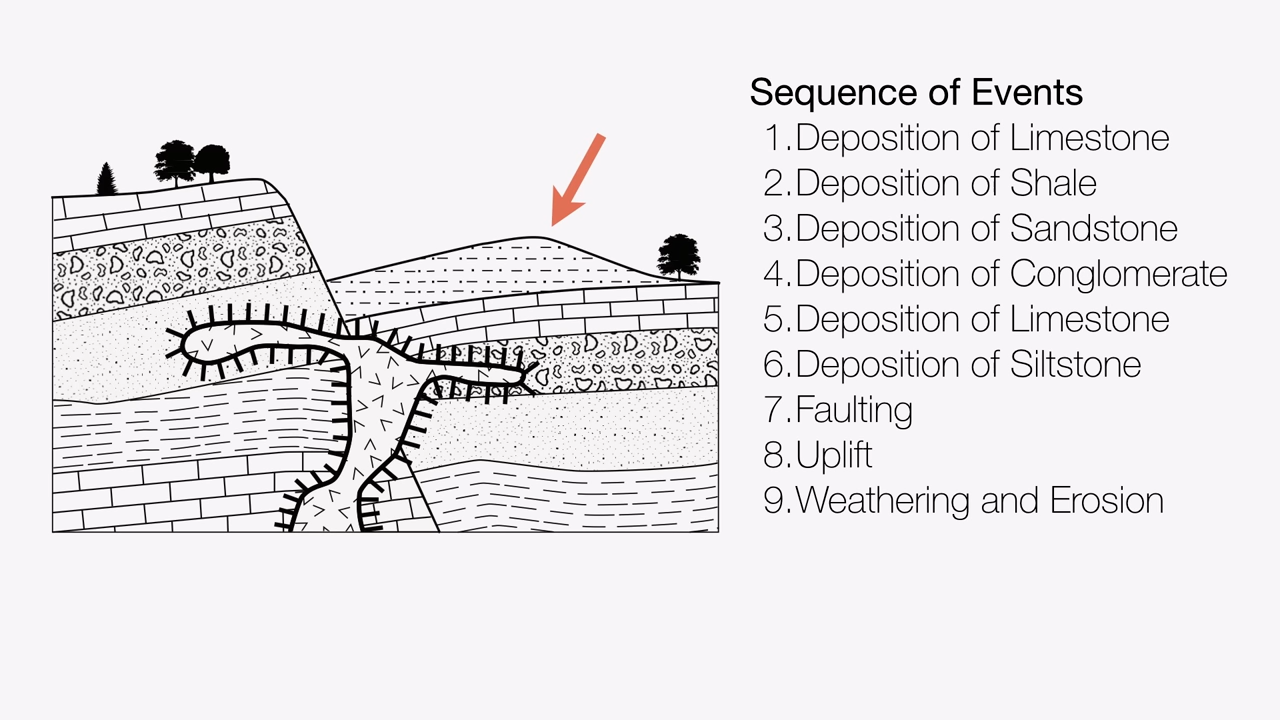 Sequence of Events
1. Deposition of Limestone
2. Deposition of Shale
3. Deposition of Sandstone
4. Deposition of Conglomerate
5. Deposition of Limestone
6. Deposition of Siltstone
7. Faulting
8. Uplift
9. Weathering and Erosion